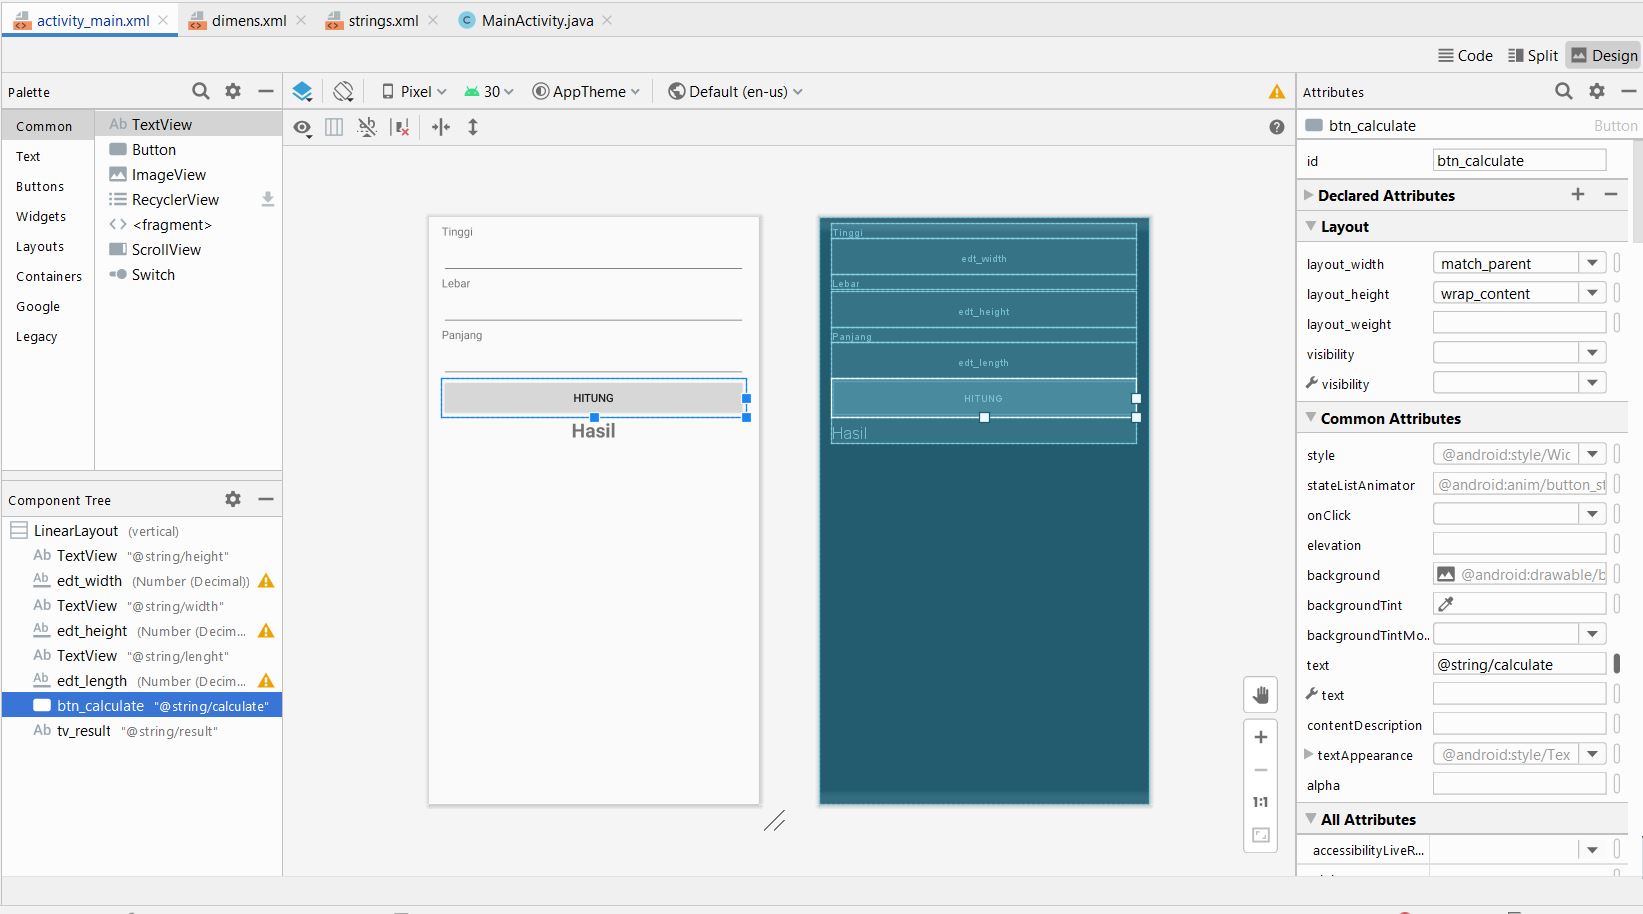 activity_main.xml
dimens.xml
strings.xml
C MainActivity.java
Code
Split
Design
Palette
Pixel
30
AppTheme
Default (en-us)
Attributes
Common
Text
Buttons
Widgets
Layouts
Containers
Google
Legacy
Ab TextView
Button
ImageView
RecyclerView
<fragment>
ScrollView
Switch
Tinggi
Lebar
Panjang
HITUNG
Hasil
Tinggi
edt_width
Lebar
edt_height
Panjang
edt_length
HITUNG
Hasil
1:1
Component Tree
LinearLayout (vertical)
Ab TextView "@string/height"
Ab edt_width (Number (Decimal))
Ab TextView "@string/width"
Ab edt_height (Number (Decim...
Ab TextView "@string/lenght"
Ab edt_length (Number (Decim...
btn_calculate "@string/calculate"
Ab tv_result "@string/result"
btn_calculate Button
id btn_calculate
Declared Attributes
Layout
layout_width match_parent
layout_height wrap_content
layout_weight
visibility
visibility
Common Attributes
style @android:style/Wic
stateListAnimator @android:anim/button_st
onClick
elevation
background @android:drawable/b
backgroundTint
backgroundTintMo..
text @string/calculate
text
contentDescription
textAppearance @android:style/Tex
alpha
All Attributes
accessibilityLiveR...